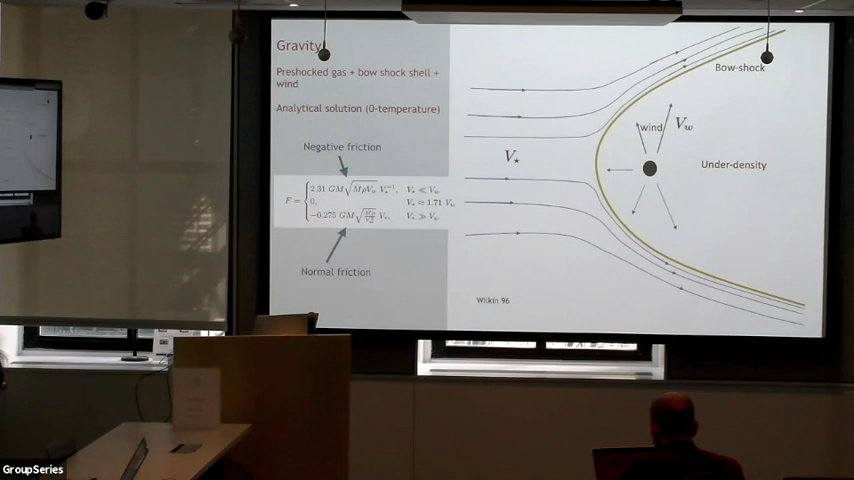 Gravity
Preshocked gas + bow shock shell +
wind
Analytical solution (0-temperature)
Negative friction
Normal friction
Bow-shock
wind
V_w
V_⋆
Under-density
Wilkin 96
GroupSeries